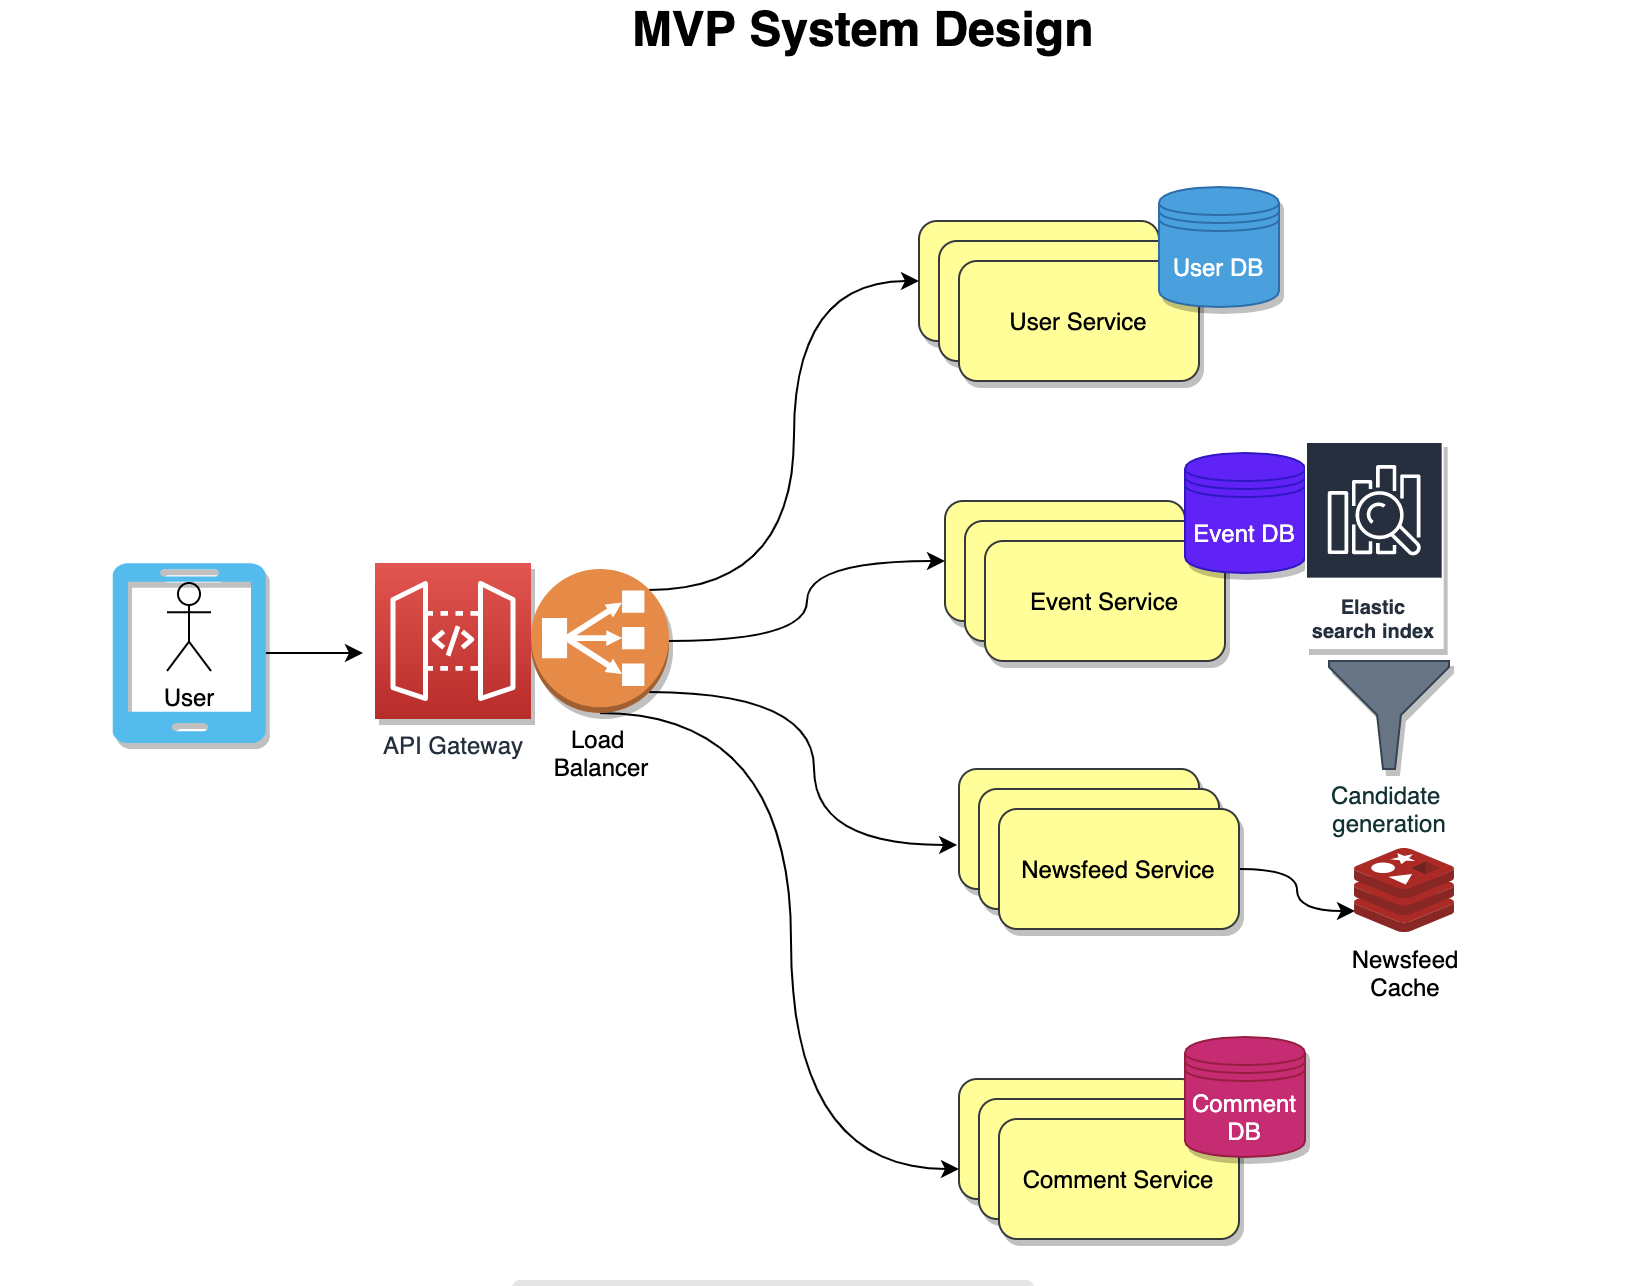 MVP System Design
User DB
User Service
Event DB
Event Service
Elastic
search index
User
</>
API Gateway
Load
Balancer
Candidate
generation
Newsfeed Service
Newsfeed
Cache
Comment
DB
Comment Service